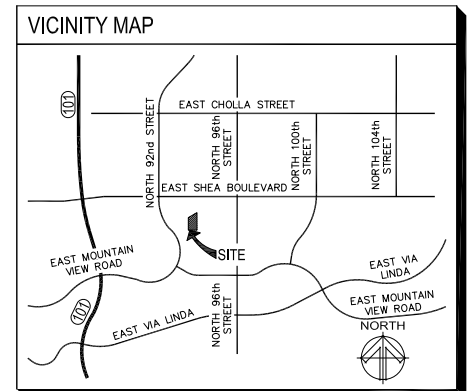 VICINITY MAP
101
NORTH 92nd STREET
EAST CHOLLA STREET
NORTH 96th
STREET
NORTH 100th
STREET
NORTH 104th
STREET
EAST SHEA BOULEVARD
SITE
EAST MOUNTAIN
VIEW ROAD
EAST VIA
LINDA
EAST MOUNTAIN
VIEW ROAD
101
EAST VIA LINDA
NORTH 96th
STREET
NORTH